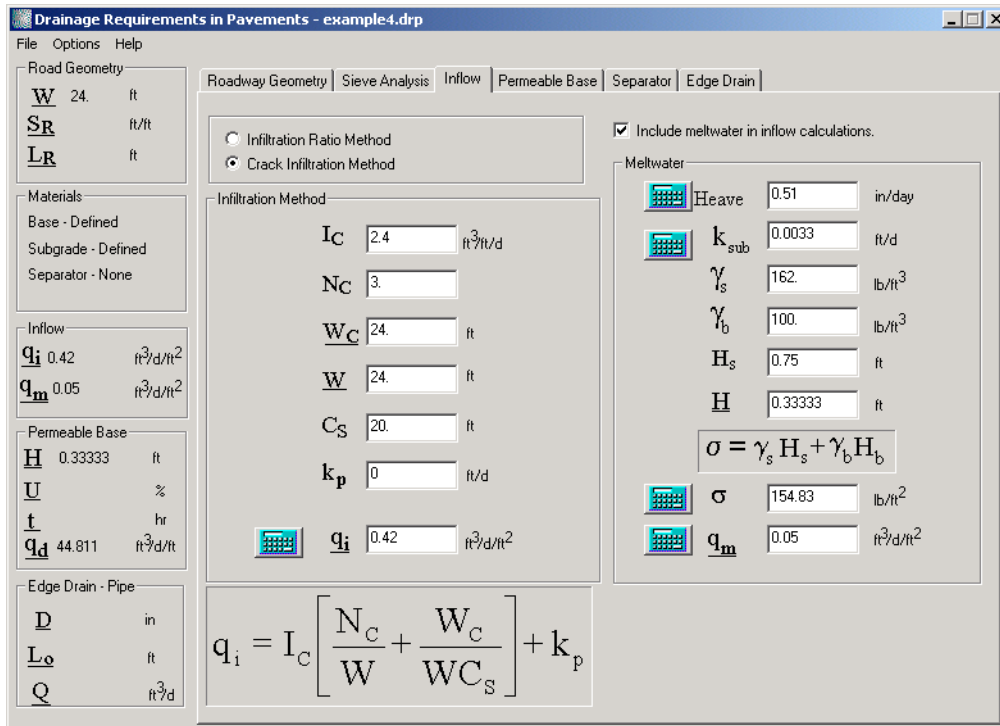 Drainage Requirements in Pavements - example4.drp
File Options Help
Road Geometry
W 24. ft
SR ft/ft
LR ft
Materials
Base - Defined
Subgrade - Defined
Separator - None
Inflow
qi 0.42 ft3/d/ft2
qm 0.05 ft3/d/ft2
Permeable Base
H 0.33333 ft
U %
t hr
qd 44.811 ft3/d/ft
Edge Drain - Pipe
D in
Lo ft
Q ft3/d
Roadway Geometry Sieve Analysis Inflow Permeable Base Separator Edge Drain
Infiltration Ratio Method
Crack Infiltration Method
Infiltration Method
IC 2.4 ft3/ft/d
NC 3.
WC 24. ft
W 24. ft
CS 20. ft
kp 0 ft/d
qi 0.42 ft3/d/ft2
qi = IC [ NC/W + WC/WCS ] + kp
Include meltwater in inflow calculations.
Meltwater
Heave 0.51 in/day
ksub 0.0033 ft/d
γs 162. lb/ft3
γb 100. lb/ft3
Hs 0.75 ft
H 0.33333 ft
σ = γs Hs + γb Hb
σ 154.83 lb/ft2
qm 0.05 ft3/d/ft2